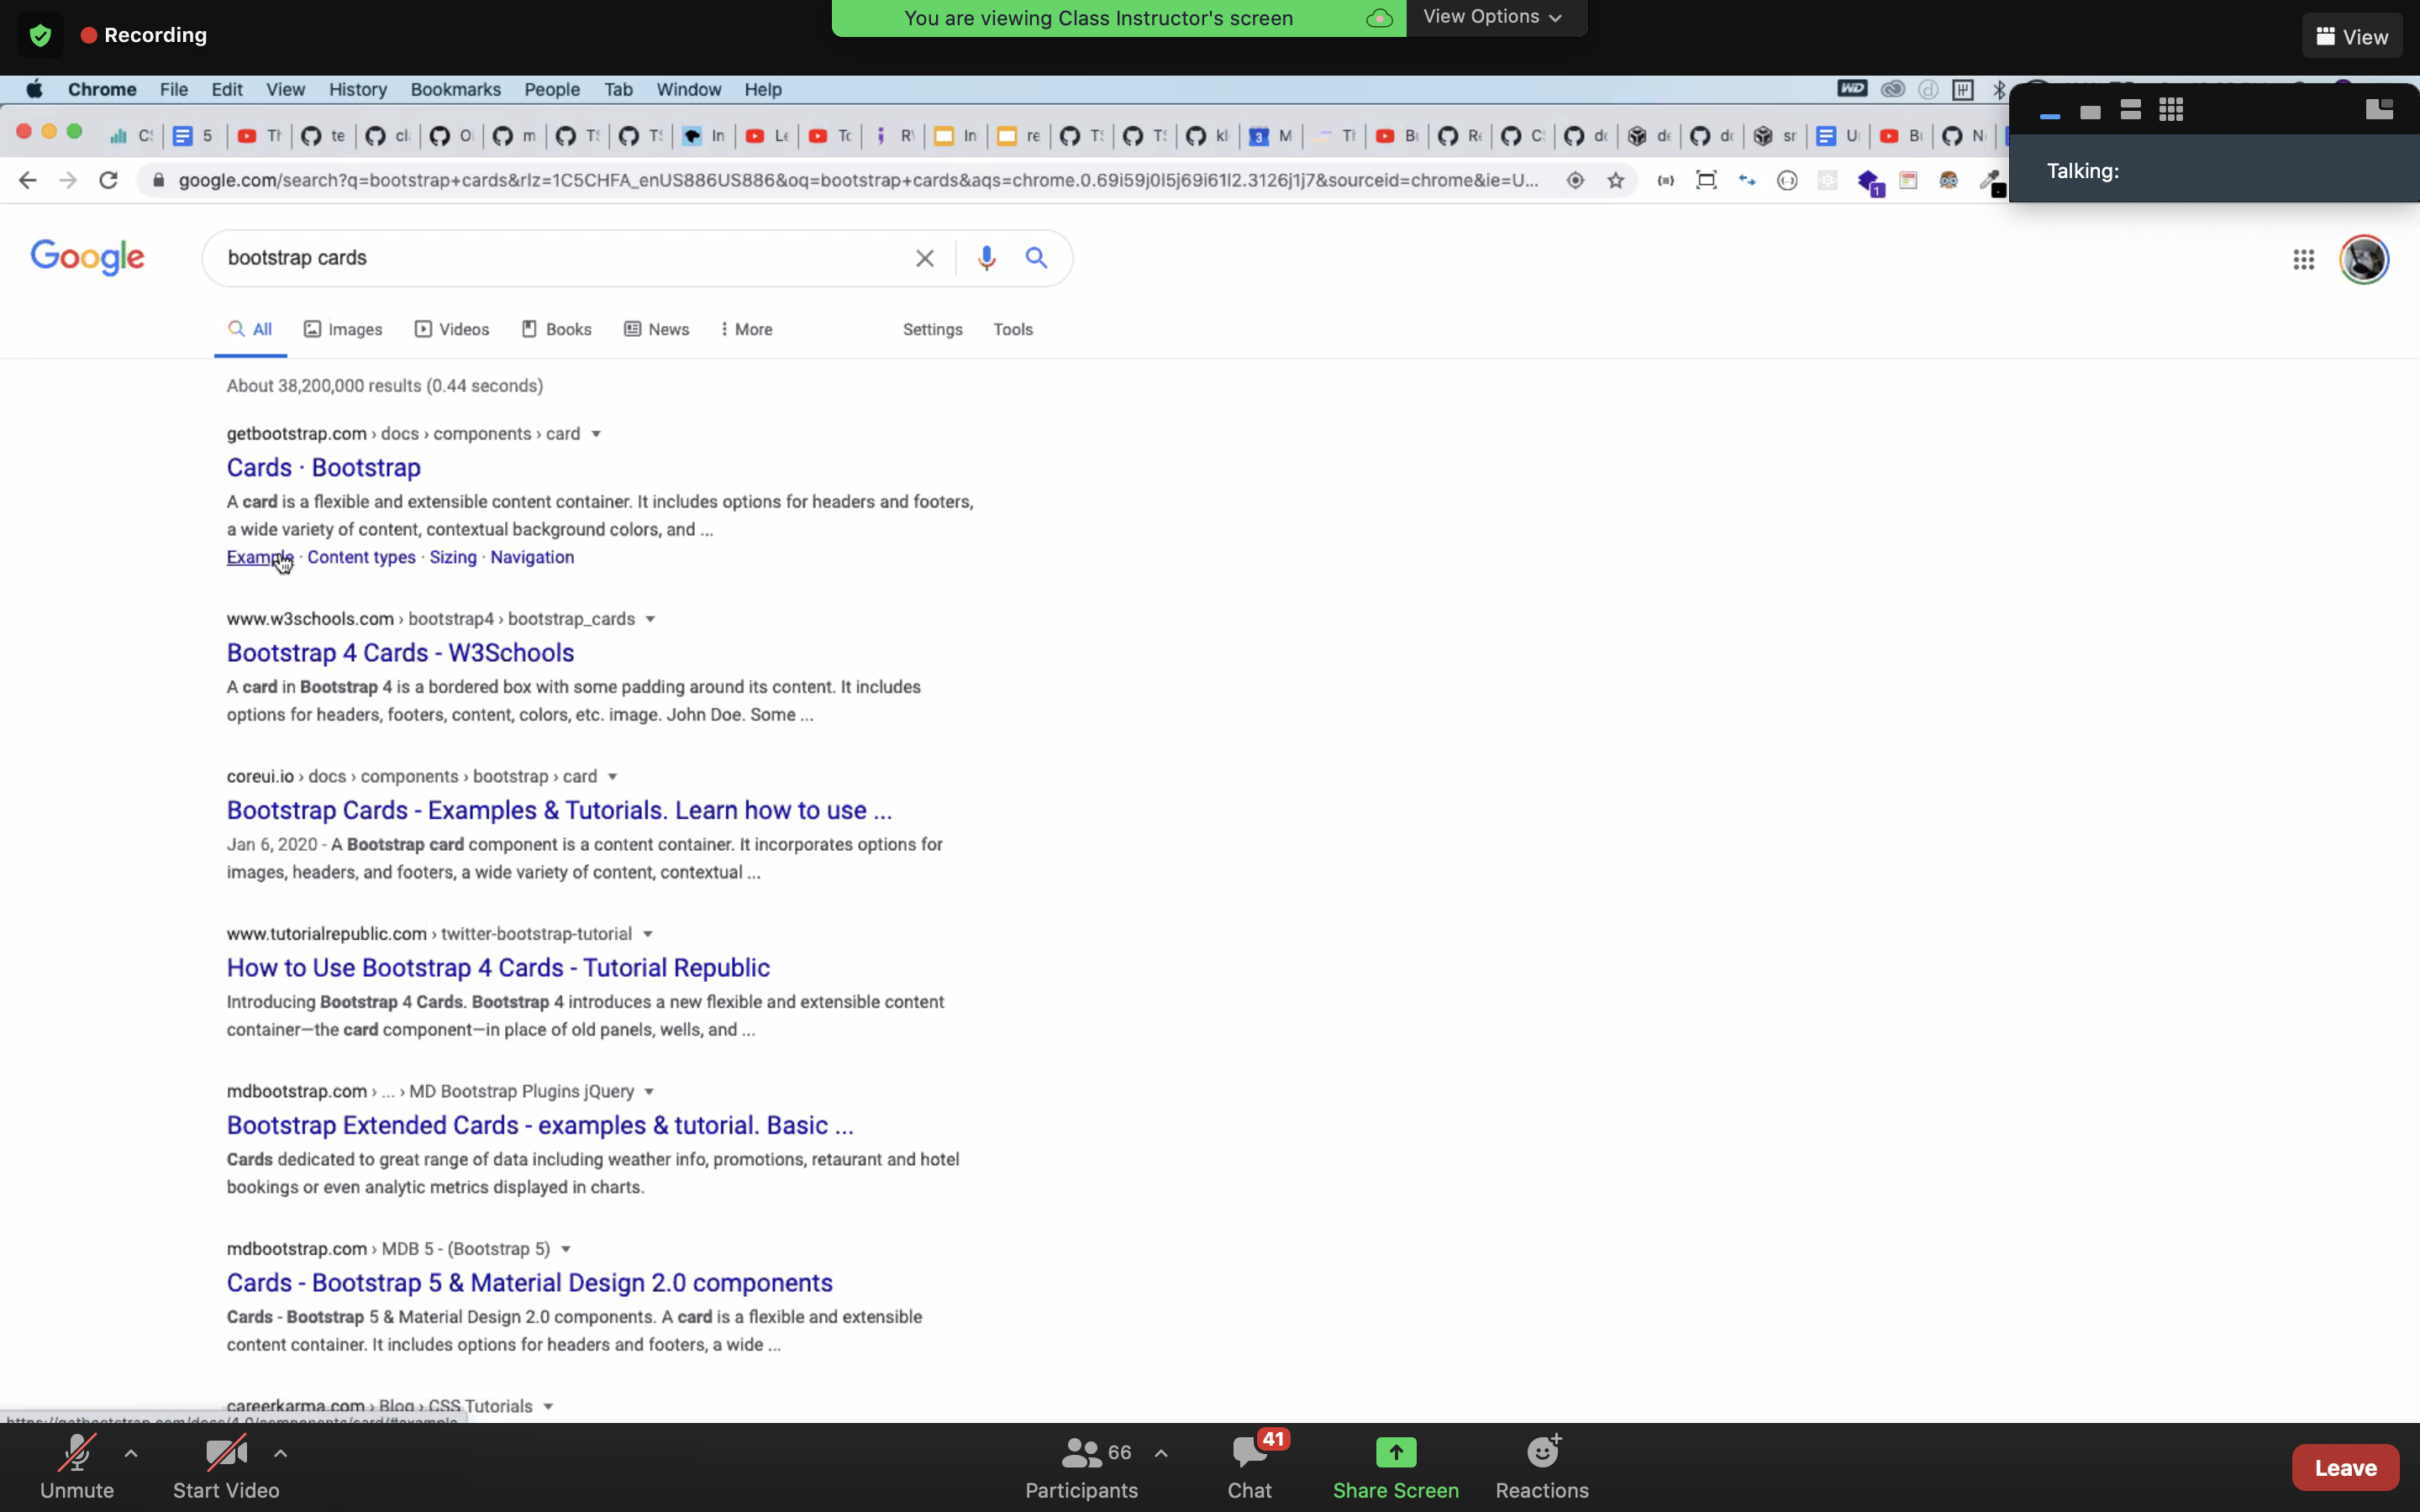 Recording
You are viewing Class Instructor's screen
View Options
View
Chrome File Edit View History Bookmarks People Tab Window Help
WD
5
google.com/search?q=bootstrap+cards&rlz=1C5CHFA_enUS886US886&oq=bootstrap+cards&aqs=chrome.0.69i59j0l5j69i61l2.3126j1j7&sourceid=chrome&ie=U...
1
Talking:
Google
bootstrap cards
All Images Videos Books News More Settings Tools
About 38,200,000 results (0.44 seconds)
getbootstrap.com › docs › components › card
Cards · Bootstrap
A card is a flexible and extensible content container. It includes options for headers and footers,
a wide variety of content, contextual background colors, and ...
Example · Content types · Sizing · Navigation
www.w3schools.com › bootstrap4 › bootstrap_cards
Bootstrap 4 Cards - W3Schools
A card in Bootstrap 4 is a bordered box with some padding around its content. It includes
options for headers, footers, content, colors, etc. image. John Doe. Some ...
coreui.io › docs › components › bootstrap › card
Bootstrap Cards - Examples & Tutorials. Learn how to use ...
Jan 6, 2020 - A Bootstrap card component is a content container. It incorporates options for
images, headers, and footers, a wide variety of content, contextual ...
www.tutorialrepublic.com › twitter-bootstrap-tutorial
How to Use Bootstrap 4 Cards - Tutorial Republic
Introducing Bootstrap 4 Cards. Bootstrap 4 introduces a new flexible and extensible content
container—the card component—in place of old panels, wells, and ...
mdbootstrap.com › ... › MD Bootstrap Plugins jQuery
Bootstrap Extended Cards - examples & tutorial. Basic ...
Cards dedicated to great range of data including weather info, promotions, retaurant and hotel
bookings or even analytic metrics displayed in charts.
mdbootstrap.com › MDB 5 - (Bootstrap 5)
Cards - Bootstrap 5 & Material Design 2.0 components
Cards - Bootstrap 5 & Material Design 2.0 components. A card is a flexible and extensible
content container. It includes options for headers and footers, a wide ...
careerkarma.com › Blog › CSS Tutorials
https://getbootstrap.com/docs/4.0/components/card/#example
Unmute
Start Video
66
Participants
41
Chat
Share Screen
Reactions
Leave